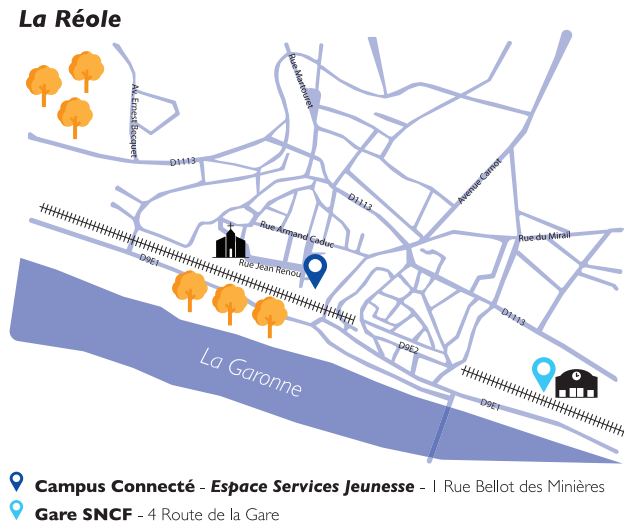 La Réole
Rue Martouret
Av. Ernest Becquet
D1113
Avenue Carnot
D1113
Rue Armand Caduc
Rue du Mirail
D9E1
Rue Jean Renou
D1113
D9E2
La Garonne
D9E1
Campus Connecté - Espace Services Jeunesse - 1 Rue Bellot des Minières
Gare SNCF - 4 Route de la Gare